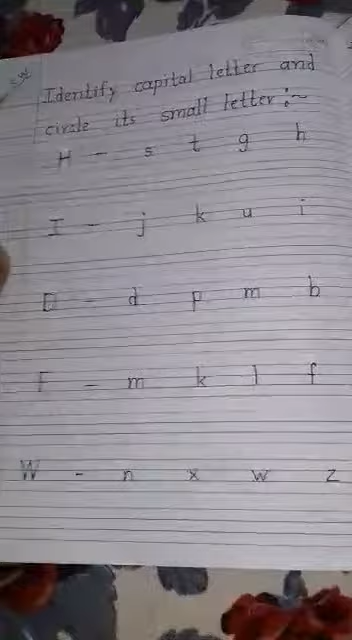 Identify capital letter and
circle its small letter :~
H - s t g h
I - j k u i
D - d p m b
F - m k l f
W - n x w z